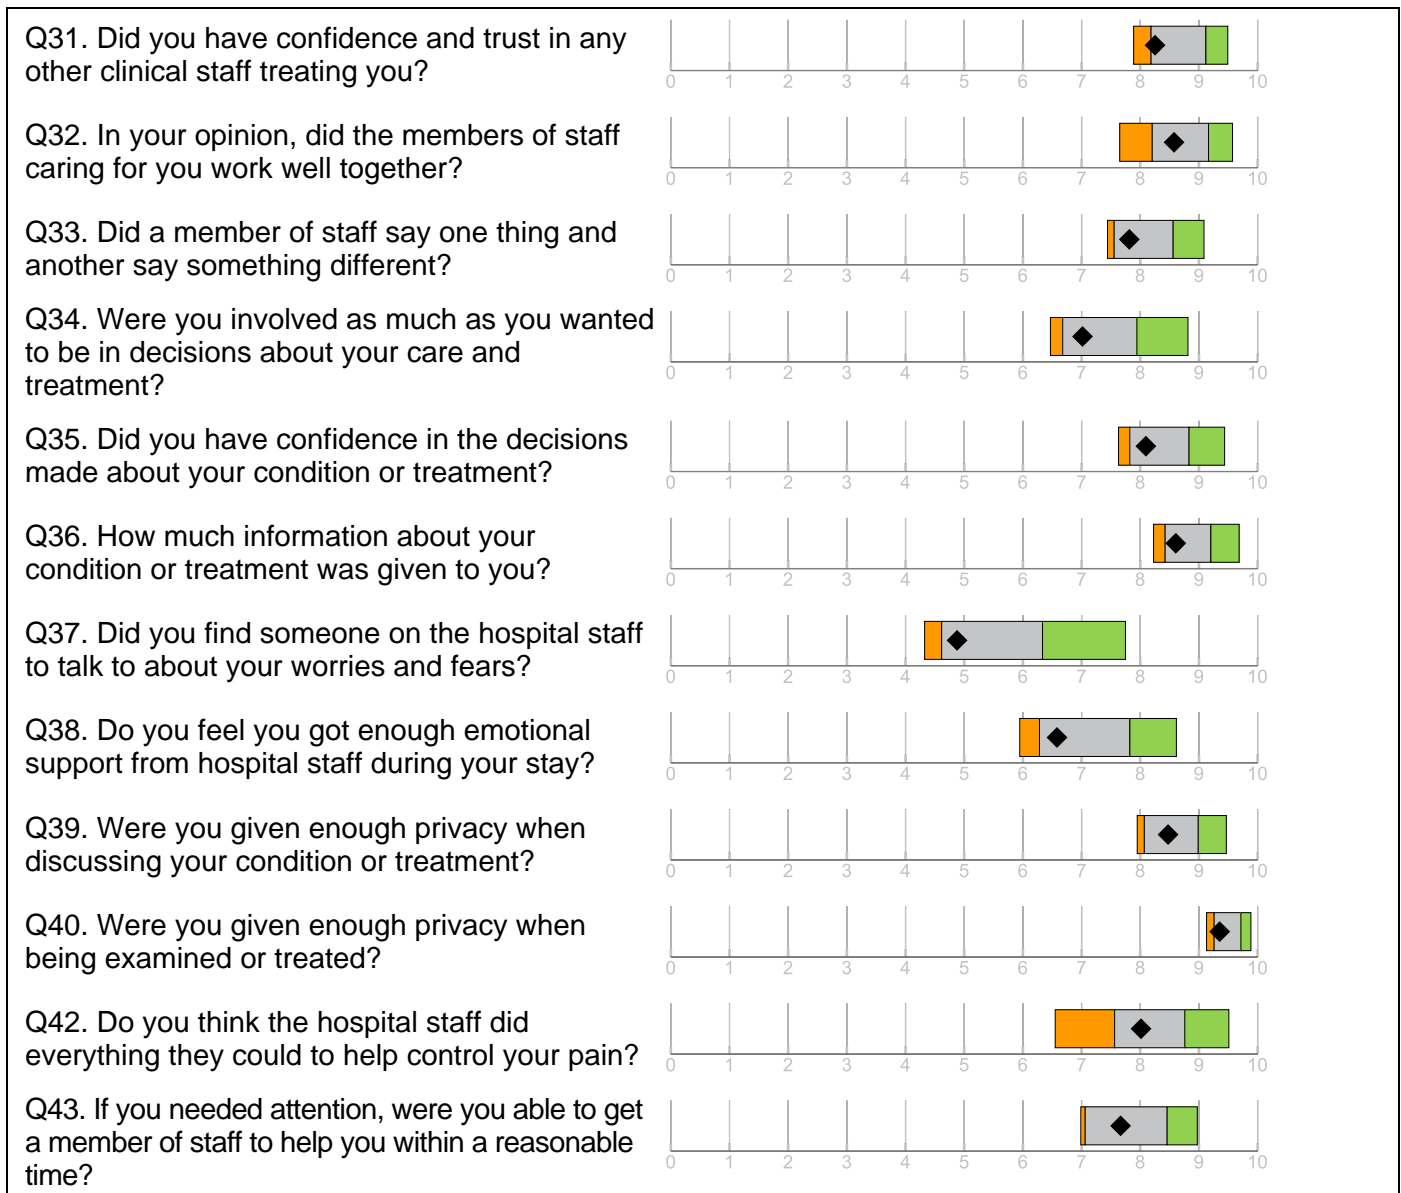 Q31. Did you have confidence and trust in any
other clinical staff treating you?
0 1 2 3 4 5 6 7 8 9 10
Q32. In your opinion, did the members of staff
caring for you work well together?
0 1 2 3 4 5 6 7 8 9 10
Q33. Did a member of staff say one thing and
another say something different?
0 1 2 3 4 5 6 7 8 9 10
Q34. Were you involved as much as you wanted
to be in decisions about your care and
treatment?
0 1 2 3 4 5 6 7 8 9 10
Q35. Did you have confidence in the decisions
made about your condition or treatment?
0 1 2 3 4 5 6 7 8 9 10
Q36. How much information about your
condition or treatment was given to you?
0 1 2 3 4 5 6 7 8 9 10
Q37. Did you find someone on the hospital staff
to talk to about your worries and fears?
0 1 2 3 4 5 6 7 8 9 10
Q38. Do you feel you got enough emotional
support from hospital staff during your stay?
0 1 2 3 4 5 6 7 8 9 10
Q39. Were you given enough privacy when
discussing your condition or treatment?
0 1 2 3 4 5 6 7 8 9 10
Q40. Were you given enough privacy when
being examined or treated?
0 1 2 3 4 5 6 7 8 9 10
Q42. Do you think the hospital staff did
everything they could to help control your pain?
0 1 2 3 4 5 6 7 8 9 10
Q43. If you needed attention, were you able to get
a member of staff to help you within a reasonable
time?
0 1 2 3 4 5 6 7 8 9 10